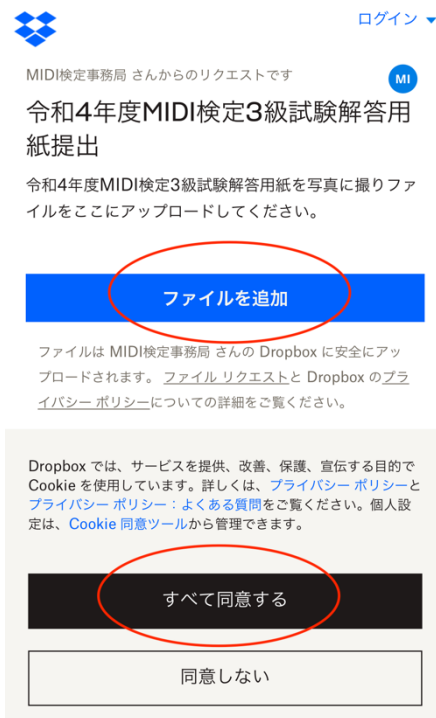 ログイン
MIDI検定事務局 さんからのリクエストです
MI
令和4年度MIDI検定3級試験解答用
紙提出
令和4年度MIDI検定3級試験解答用紙を写真に撮りファ
イルをここにアップロードしてください。
ファイルを追加
ファイルは MIDI検定事務局 さんの Dropbox に安全にアッ
プロードされます。 ファイル リクエストと Dropbox のプラ
イバシー ポリシーについての詳細をご覧ください。
Dropbox では、サービスを提供、改善、保護、宣伝する目的で
Cookie を使用しています。詳しくは、プライバシー ポリシーと
プライバシー ポリシー：よくある質問をご覧ください。個人設
定は、Cookie 同意ツールから管理できます。
すべて同意する
同意しない